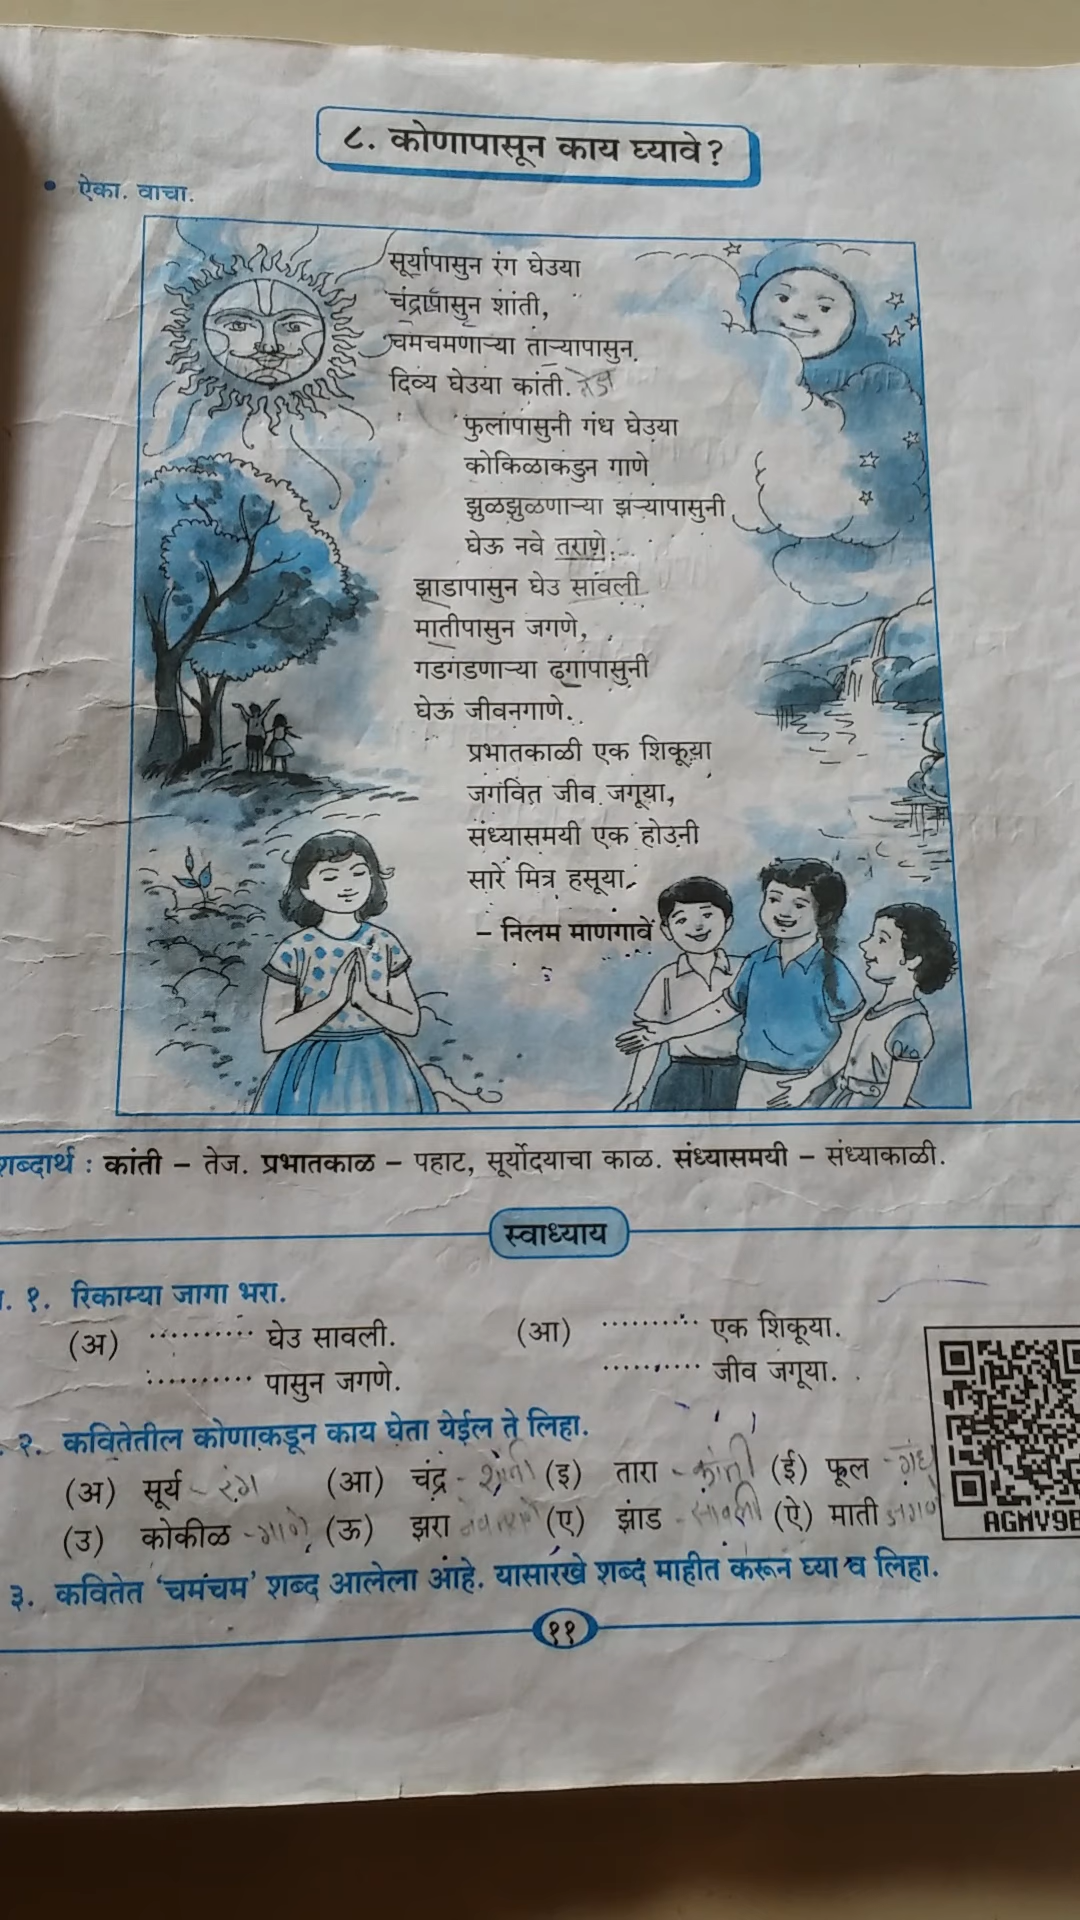 ८. कोणापासून काय घ्यावे?
• ऐका. वाचा.
सूर्यापासुन रंग घेउया
चंद्रापासुन शांती,
चमचमणाऱ्या ताऱ्यापासुन
दिव्य घेउया कांती.
फुलापासुनी गंध घेउया
कोकिळाकडुन गाणे
झुळझुळणाऱ्या झऱ्यापासुनी
घेऊ नवे तराणे.
झाडापासुन घेउ सावली
मातीपासुन जगणे,
गडगडणाऱ्या ढगापासुनी
घेऊ जीवनगाणे.
प्रभातकाळी एक शिकूया
जगवित जीव जगूया,
संध्यासमयी एक होउनी
सारे मित्र हसूया.
- निलम माणगावे
शब्दार्थ : कांती - तेज. प्रभातकाळ - पहाट, सूर्योदयाचा काळ. संध्यासमयी - संध्याकाळी.
स्वाध्याय
. १. रिकाम्या जागा भरा.
(अ) .......... घेउ सावली. (आ) .......... एक शिकूया.
.......... पासुन जगणे. .......... जीव जगूया.
. २. कवितेतील कोणाकडून काय घेता येईल ते लिहा.
(अ) सूर्य - रंग (आ) चंद्र - (इ) तारा - कांती (ई) फूल - गंध
(उ) कोकीळ - गाणे (ऊ) झरा (ए) झाड - सावली (ऐ) माती जगणे
३. कवितेत 'चमचम' शब्द आलेला आहे. यासारखे शब्द माहीत करून घ्या व लिहा.
AGMV9B
११